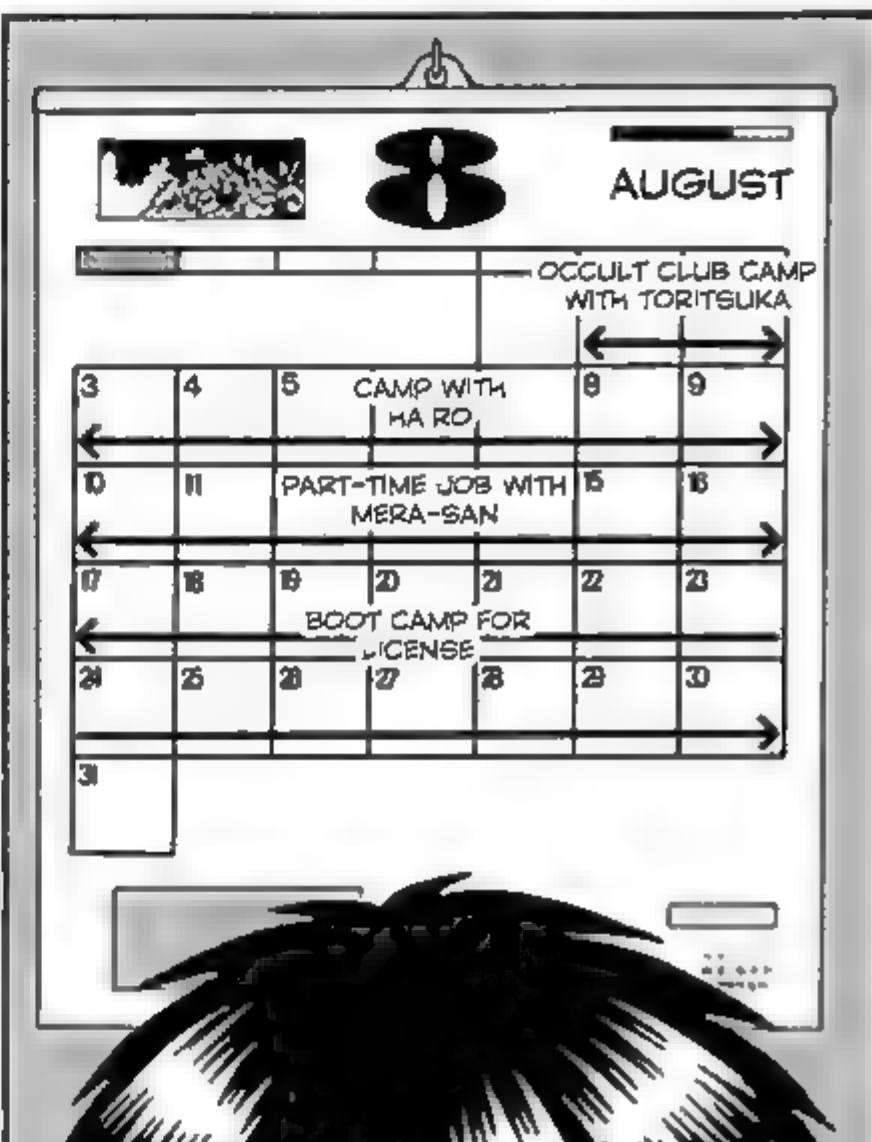 8
AUGUST
OCCULT CLUB CAMP
WITH TORITSUKA
3 4 5 8 9
CAMP WITH
HAIRO
10 11 15 16
PART-TIME JOB WITH
MERA-SAN
17 18 19 20 21 22 23
BOOT CAMP FOR
LICENSE
24 25 26 27 28 29 30
31